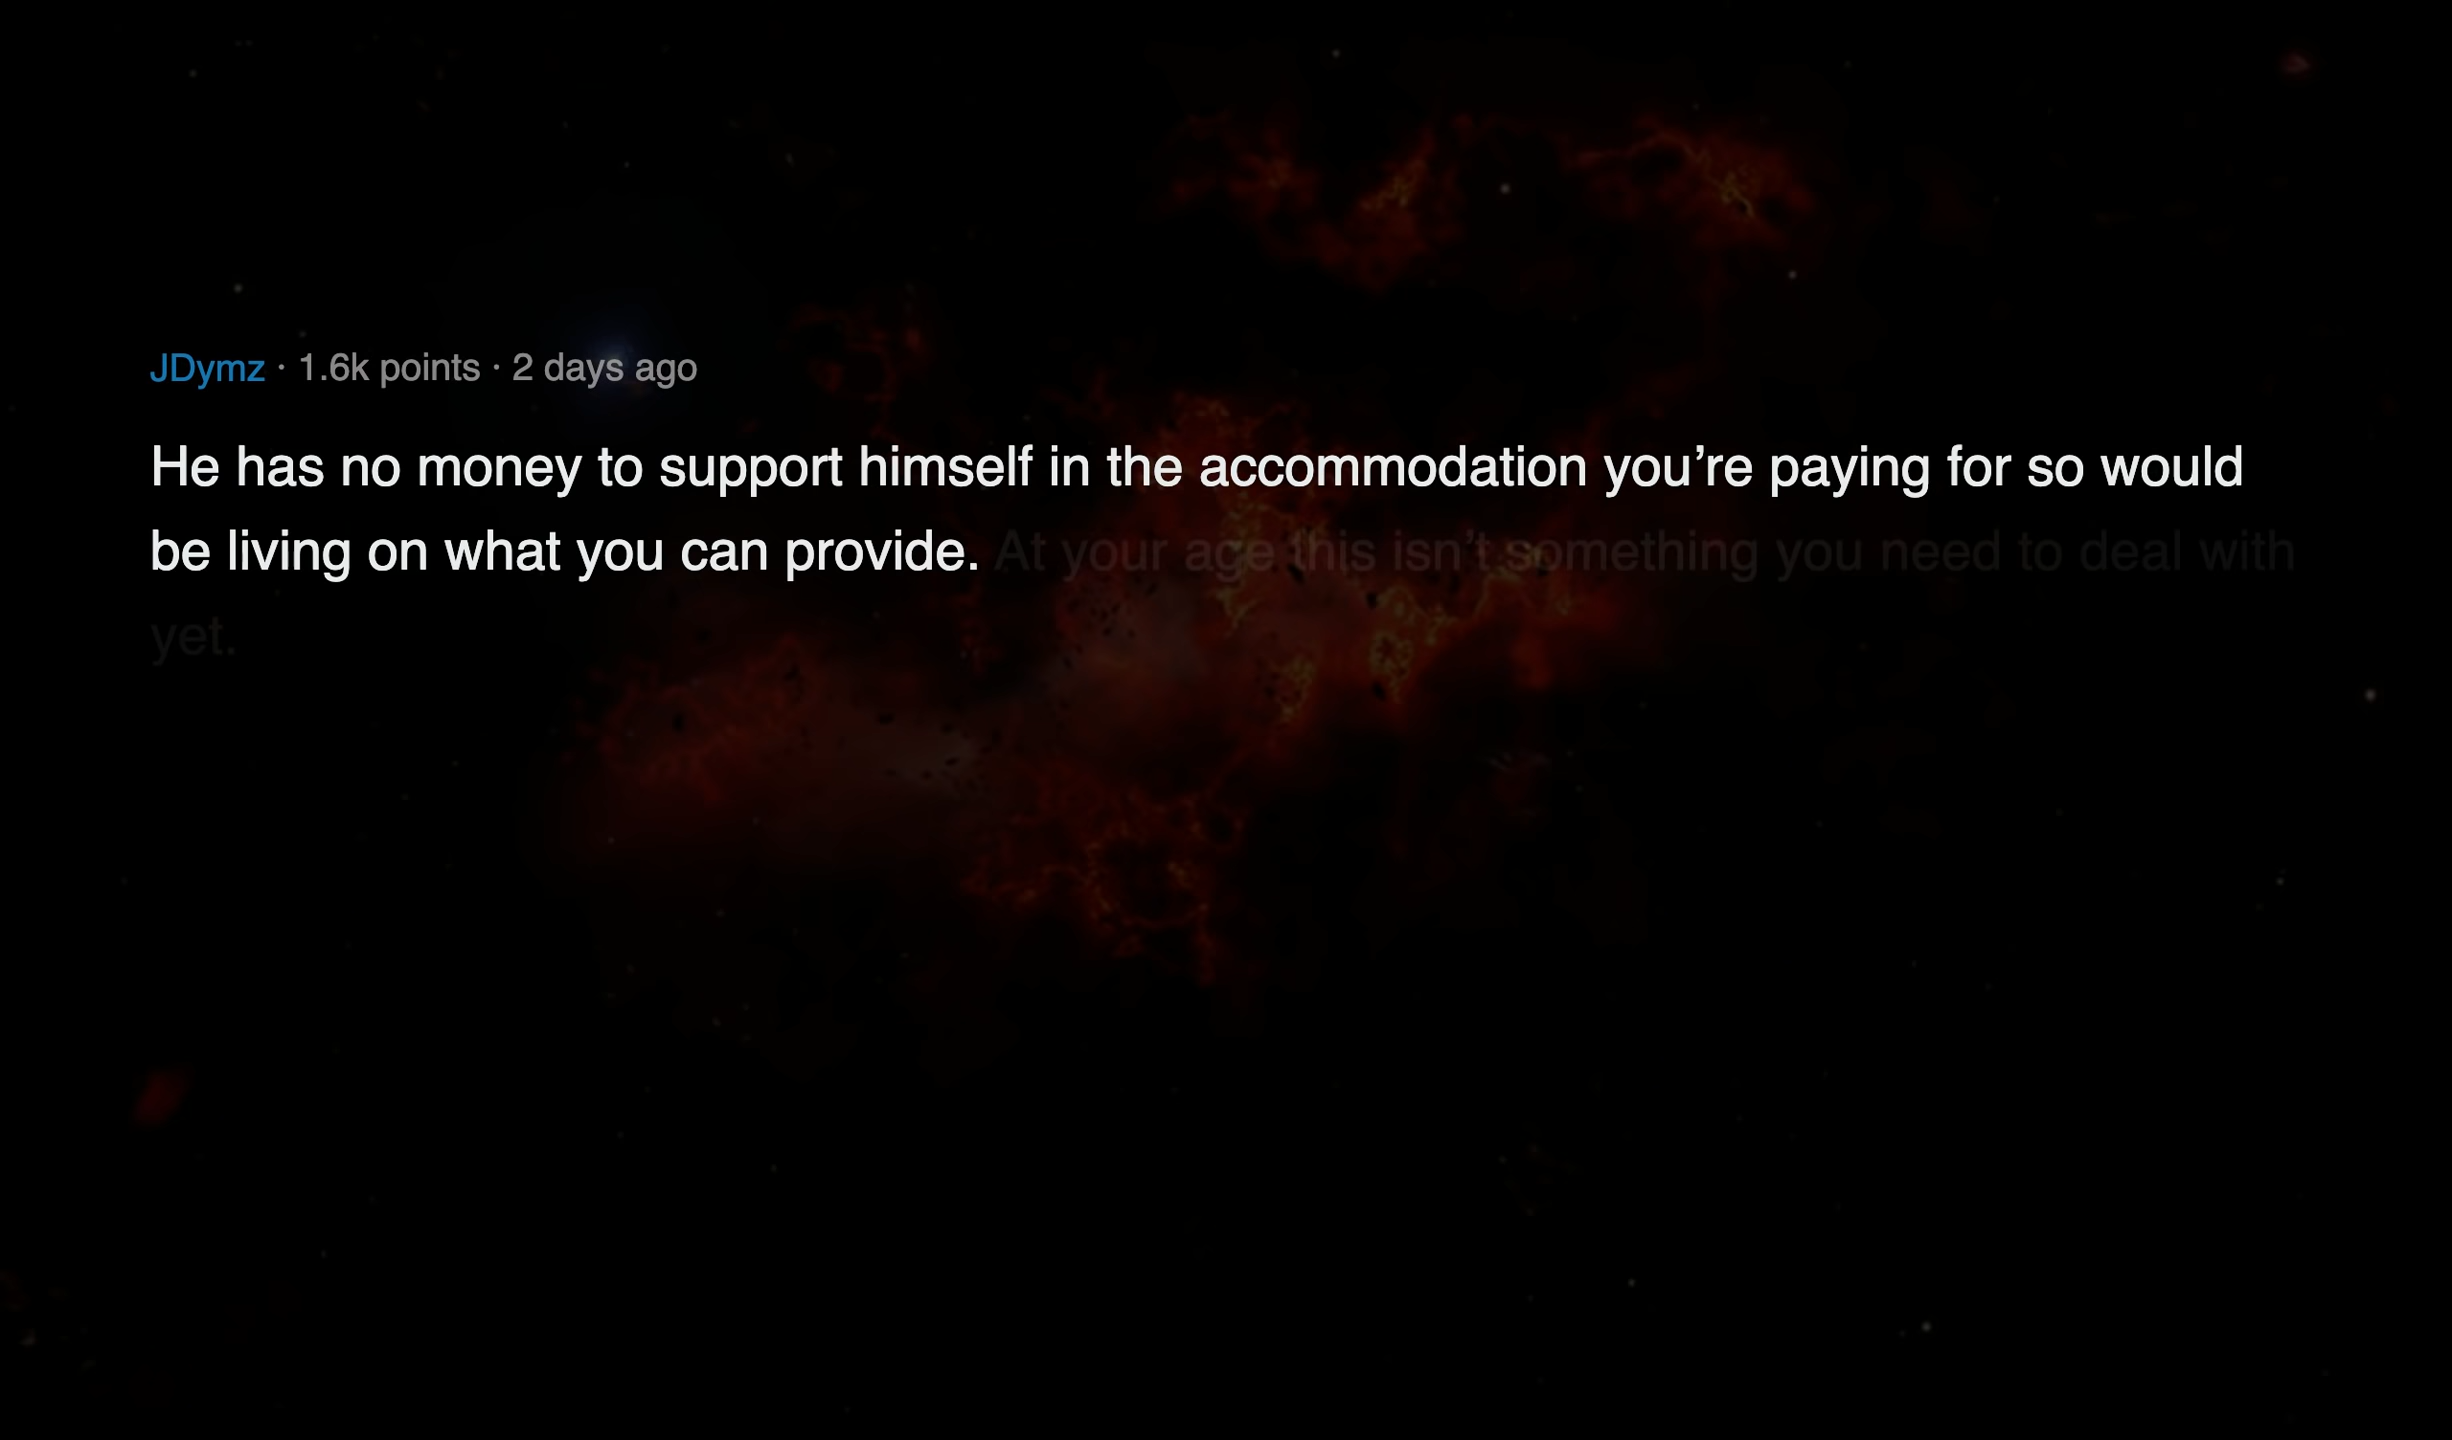 JDymz · 1.6k points · 2 days ago
He has no money to support himself in the accommodation you’re paying for so would
be living on what you can provide. At your age this isn’t something you need to deal with
yet.